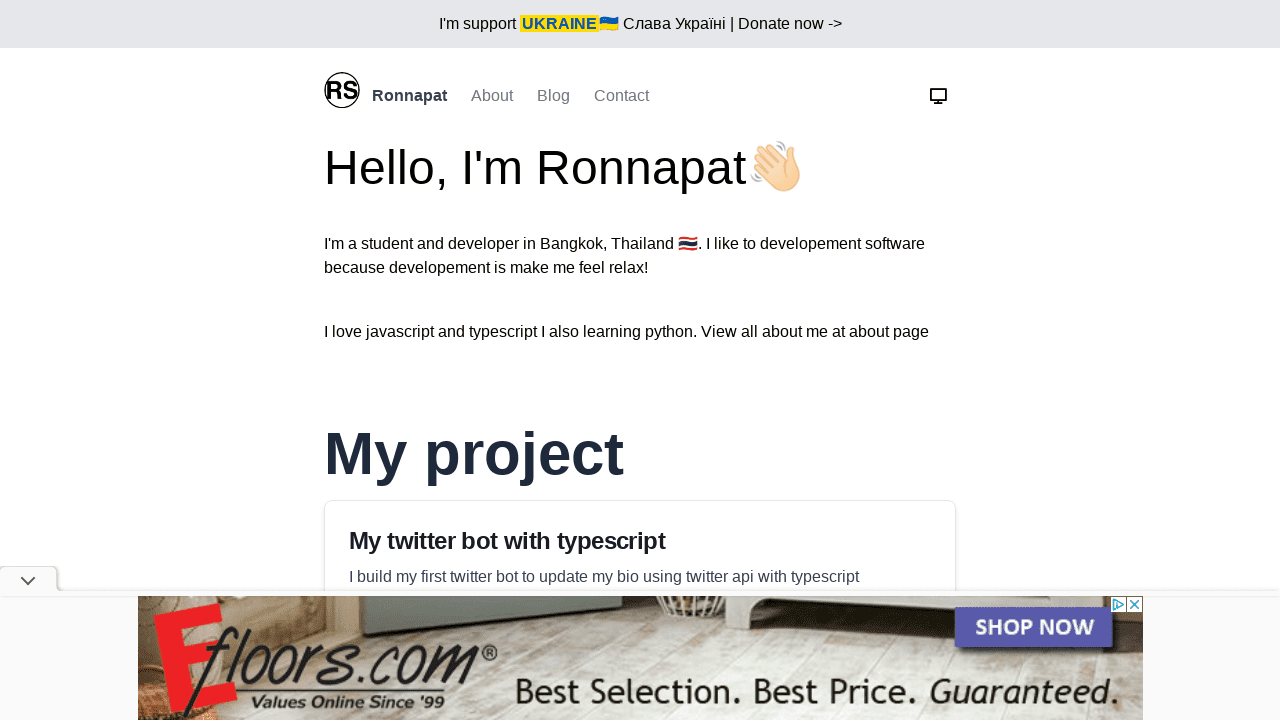 I'm support UKRAINE🇺🇦 Слава Україні | Donate now ->
RS Ronnapat About Blog Contact
Hello, I'm Ronnapat👋🏻
I'm a student and developer in Bangkok, Thailand 🇹🇭. I like to developement software
because developement is make me feel relax!
I love javascript and typescript I also learning python. View all about me at about page
My project
My twitter bot with typescript
I build my first twitter bot to update my bio using twitter api with typescript
Efloors.com®
Values Online Since '99
SHOP NOW
Best Selection. Best Price. Guaranteed.